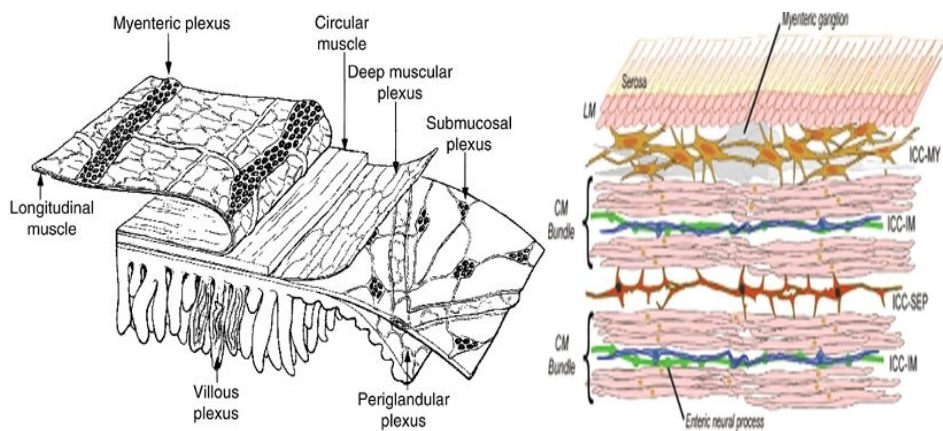 Myenteric plexus
Circular
muscle
Deep muscular
plexus
Submucosal
plexus
Longitudinal
muscle
Villous
plexus
Periglandular
plexus
Myenteric ganglion
Serosa
LM
ICC-MY
CM
Bundle
ICC-IM
ICC-SEP
CM
Bundle
ICC-IM
Enteric neural process